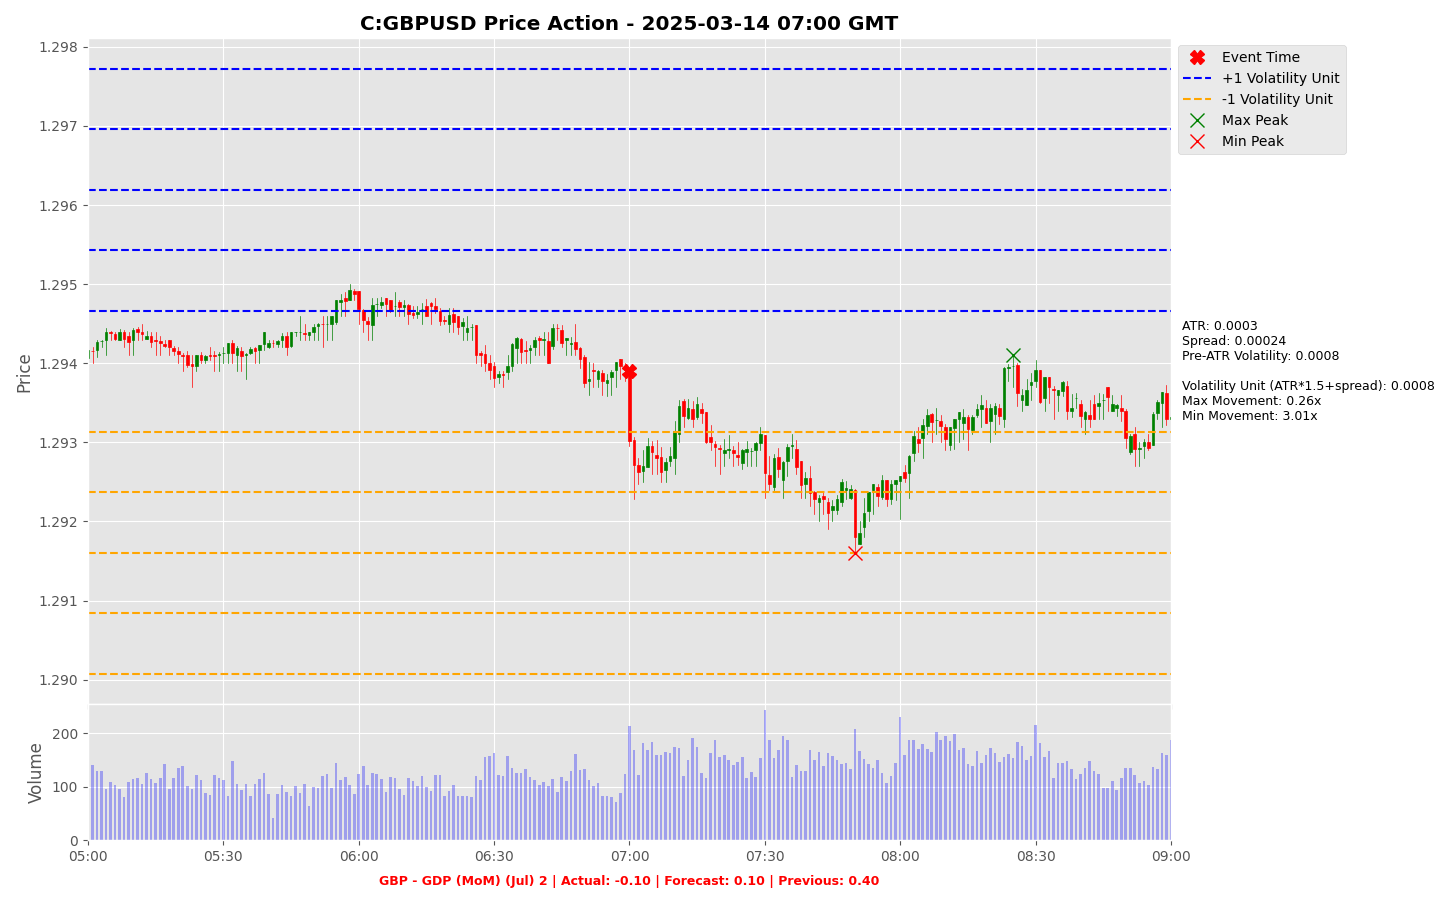 C:GBPUSD Price Action - 2025-03-14 07:00 GMT
Price
1.298
1.297
1.296
1.295
1.294
1.293
1.292
1.291
1.290
Event Time
+1 Volatility Unit
-1 Volatility Unit
Max Peak
Min Peak
ATR: 0.0003
Spread: 0.00024
Pre-ATR Volatility: 0.0008
Volatility Unit (ATR*1.5+spread): 0.0008
Max Movement: 0.26x
Min Movement: 3.01x
Volume
200
100
0
05:00 05:30 06:00 06:30 07:00 07:30 08:00 08:30 09:00
GBP - GDP (MoM) (Jul) 2 | Actual: -0.10 | Forecast: 0.10 | Previous: 0.40